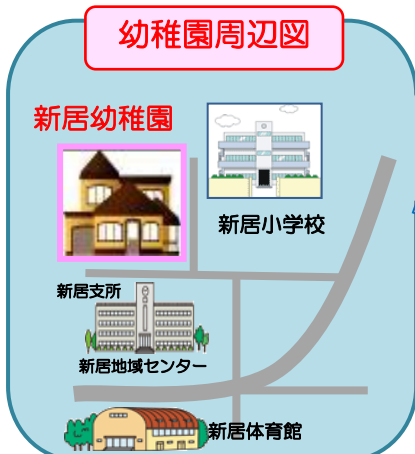 幼稚園周辺図
新居幼稚園
新居小学校
新居支所
新居地域センター
新居体育館